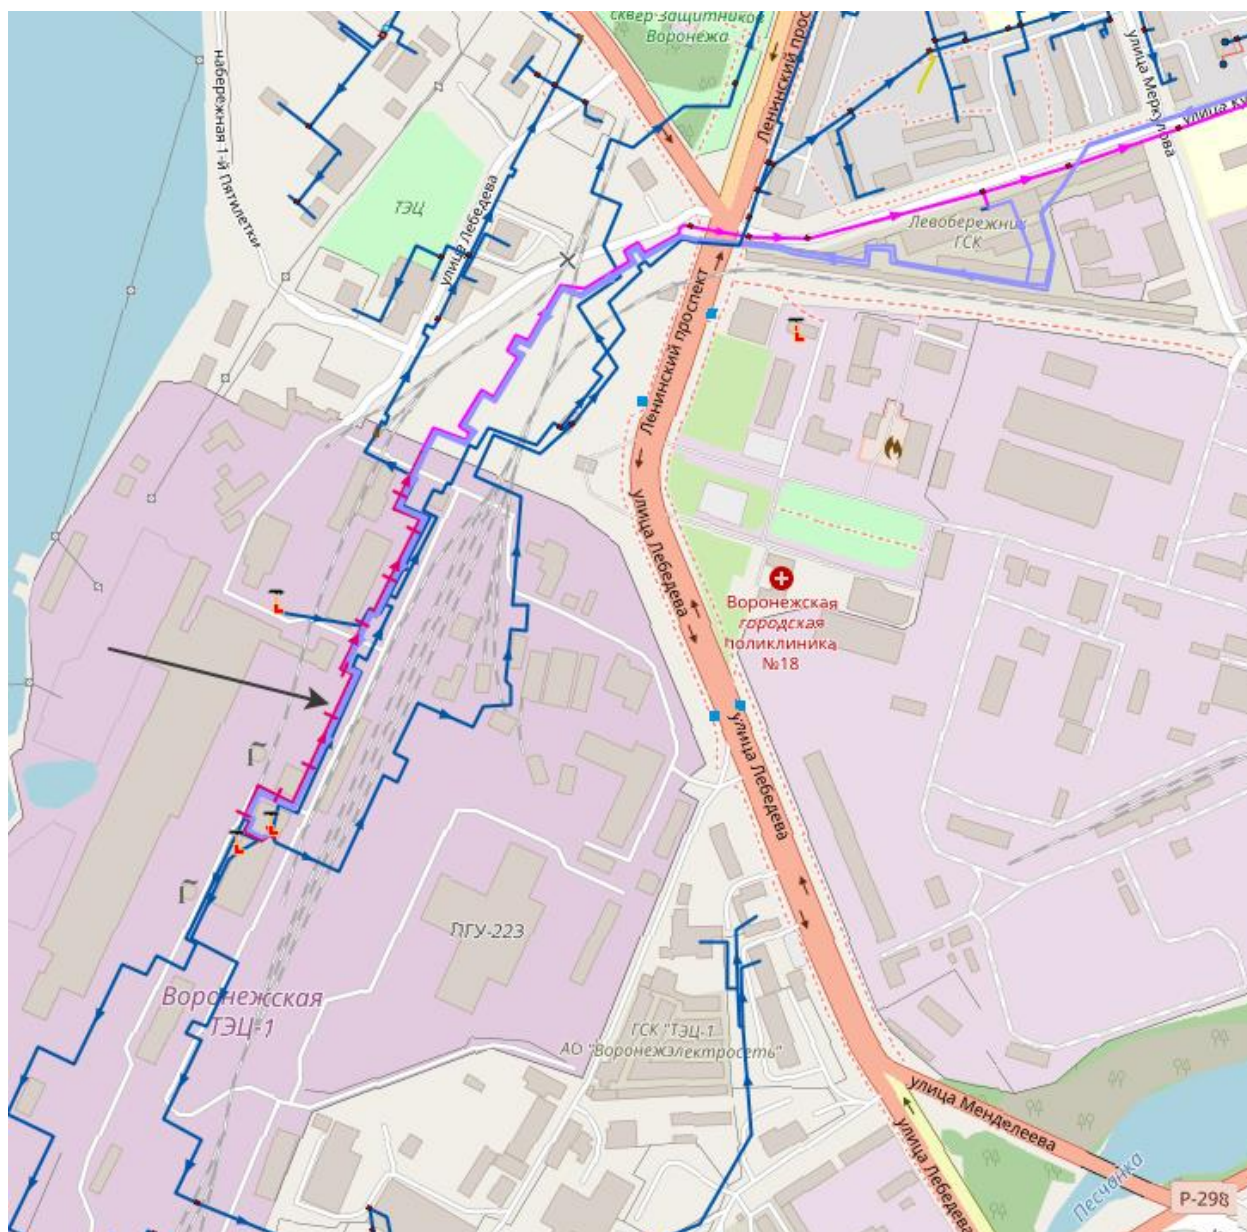 сквер Защитников
Воронежа
Ленинский прос
набережная 1-й Пятилетки
улица Лебедева
ТЭЦ
улица Меркулова
улица Ку
Левобережник
ГСК
Ленинский проспект
улица Лебедева
Воронежская
городская
поликлиника
№18
улица Лебедева
ПГУ-223
Воронежская
ТЭЦ-1
ГСК "ТЭЦ-1
АО "Воронежэлектросеть"
улица Менделеева
улица Лебедева
Песчанка
Р-298